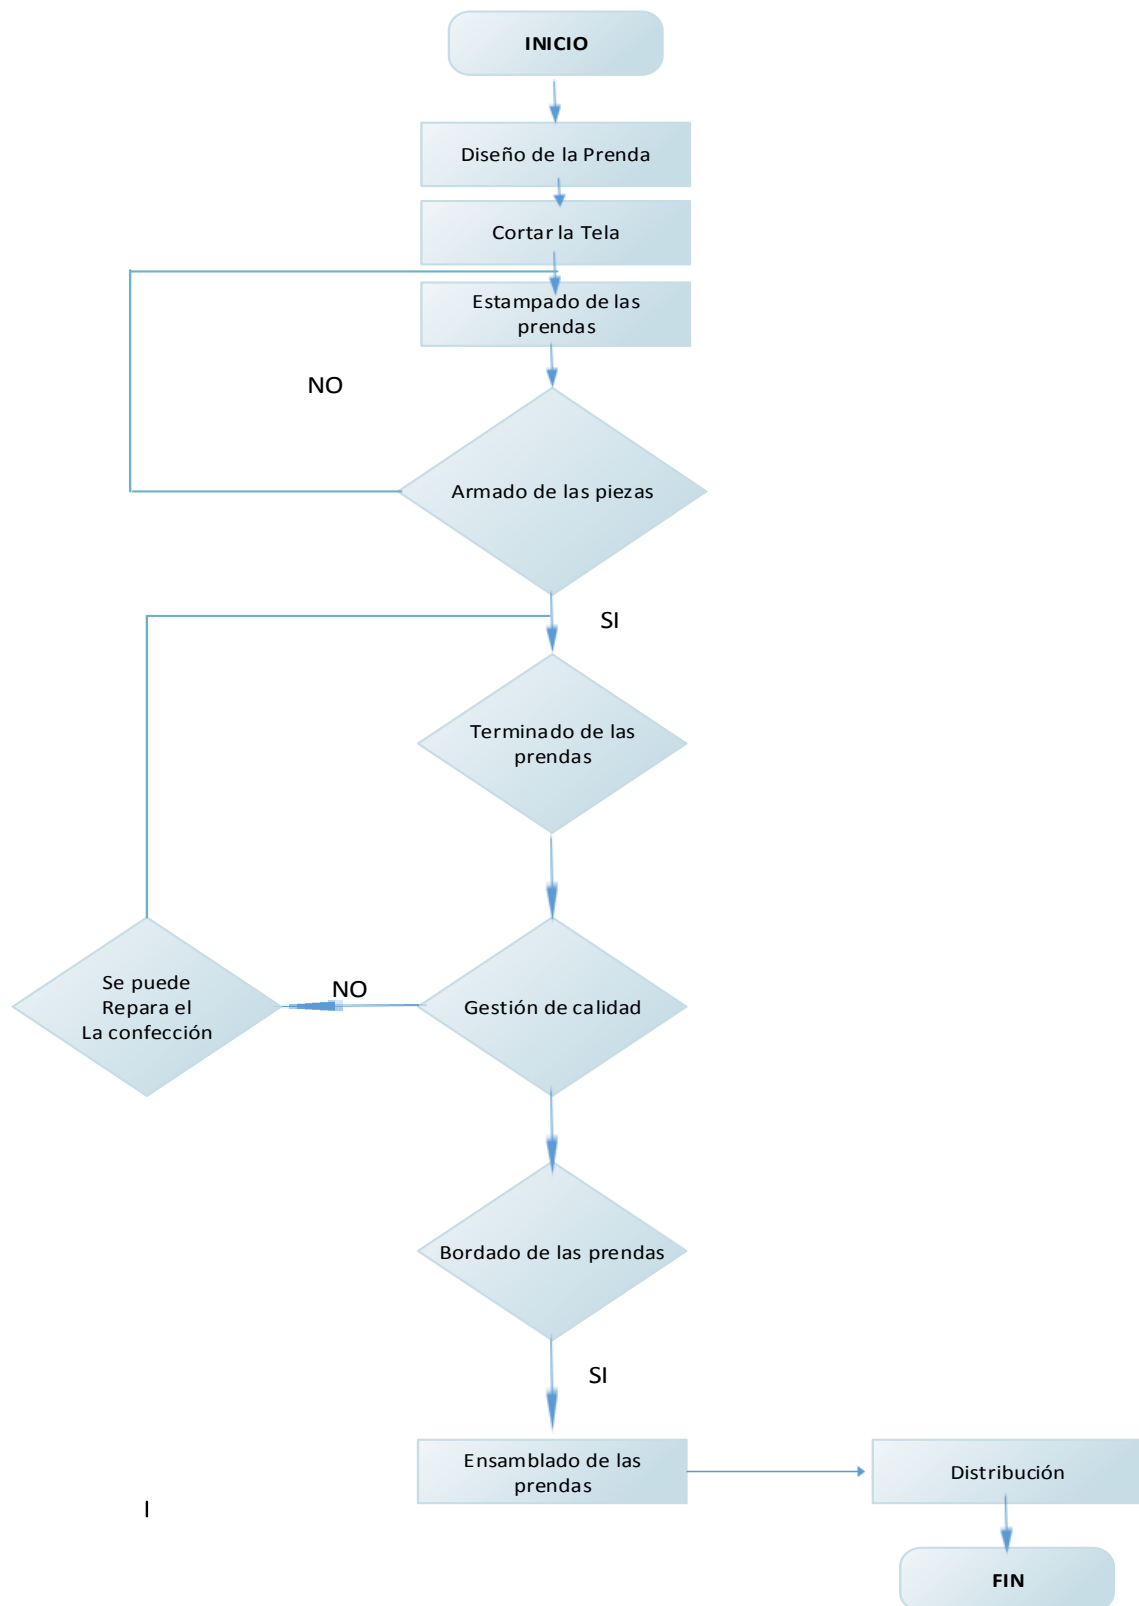 INICIO
Diseño de la Prenda
Cortar la Tela
Estampado de las
prendas
NO
Armado de las piezas
SI
Terminado de las
prendas
Se puede
Repara el
La confección
NO
Gestión de calidad
Bordado de las prendas
SI
Ensamblado de las
prendas
Distribución
I
FIN